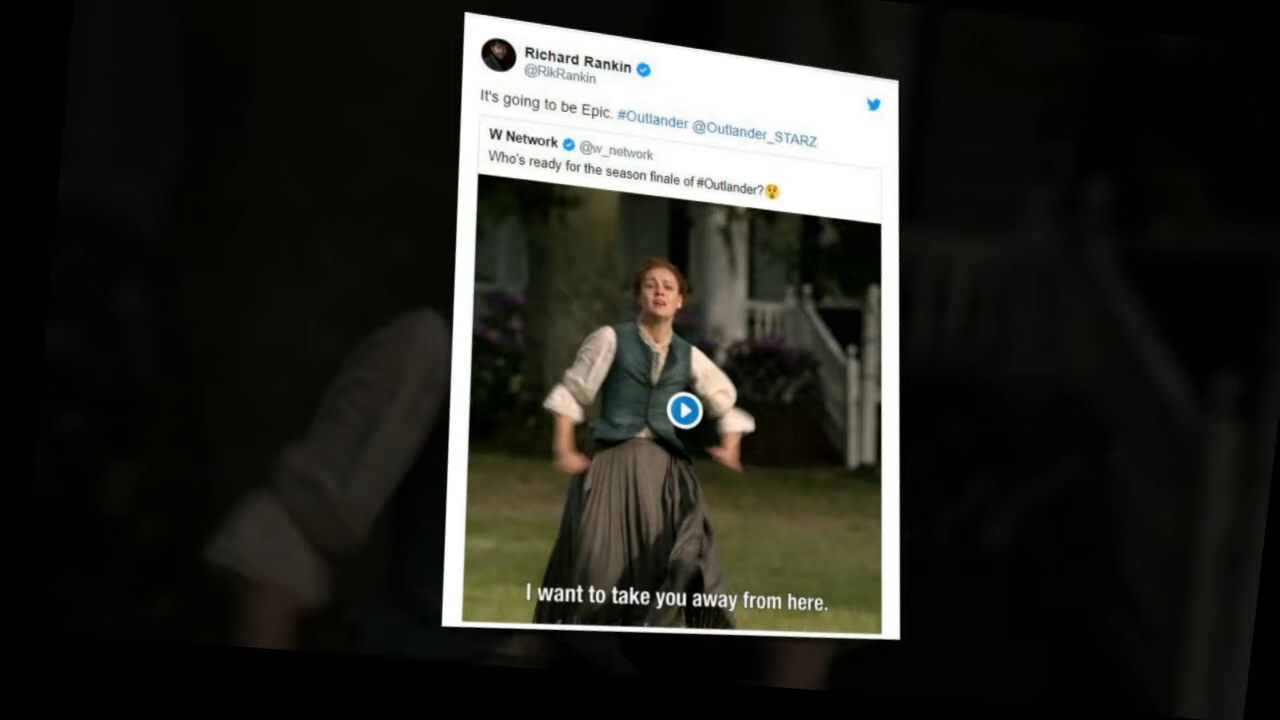 Richard Rankin
@RikRankin
It's going to be Epic. #Outlander @Outlander_STARZ
W Network @w_network
Who's ready for the season finale of #Outlander?😲
I want to take you away from here.